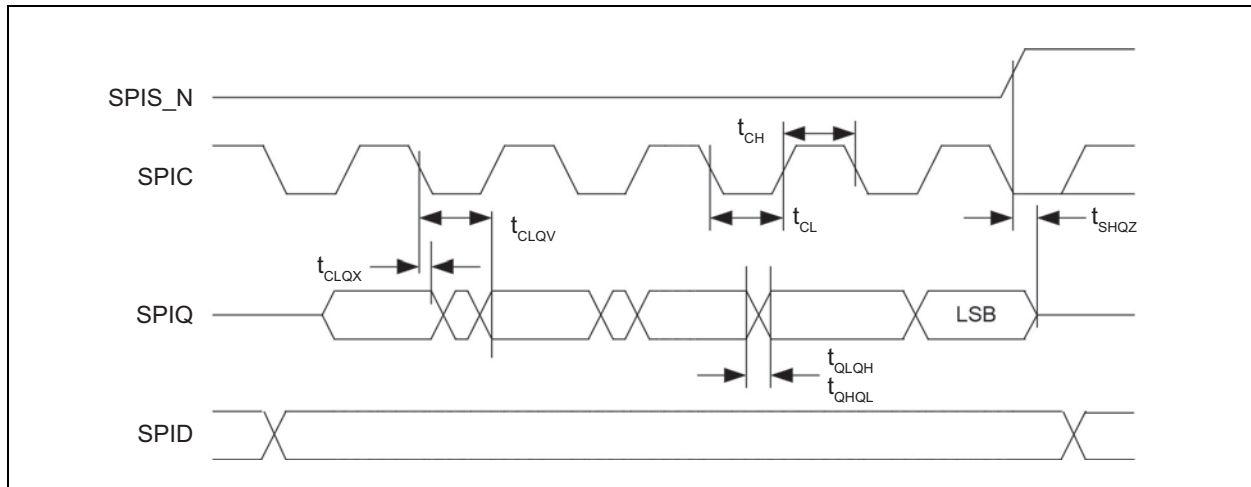 SPIS_N
t_CH
SPIC
t_CLQV
t_CL
t_SHQZ
t_CLQX
SPIQ
LSB
t_QLQH
t_QHQL
SPID